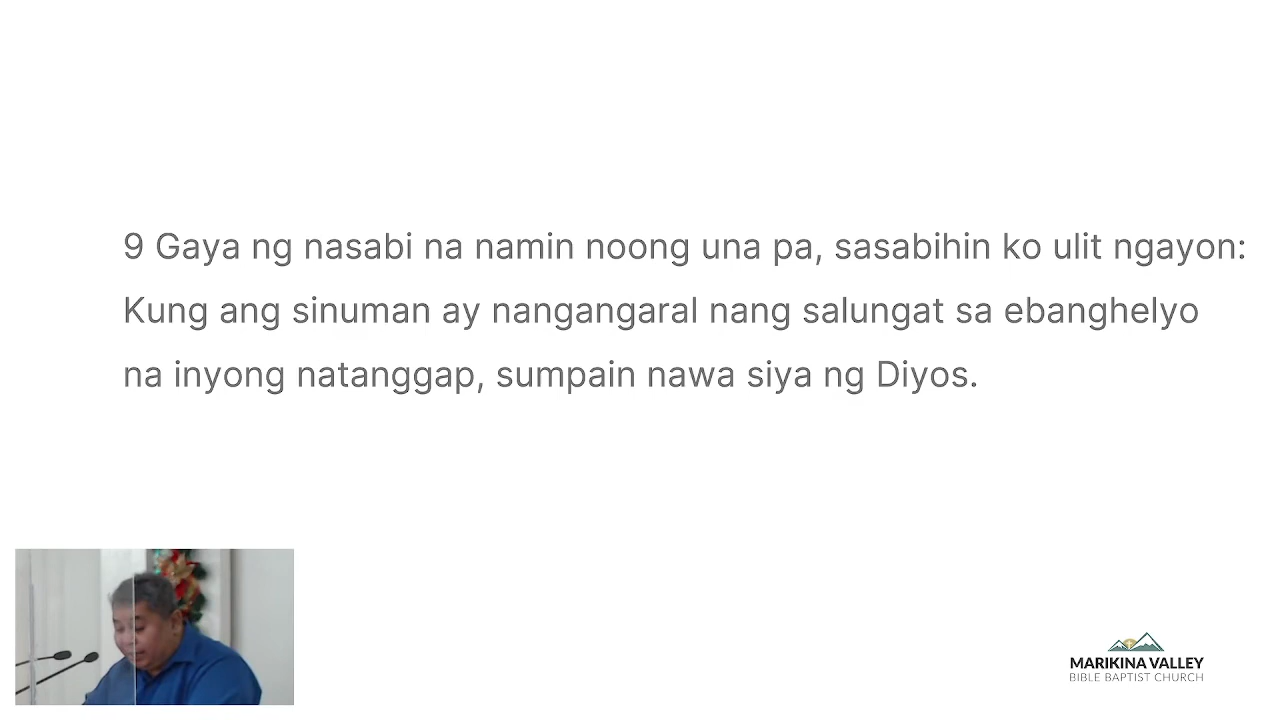 9 Gaya ng nasabi na namin noong una pa, sasabihin ko ulit ngayon:
Kung ang sinuman ay nangangaral nang salungat sa ebanghelyo
na inyong natanggap, sumpain nawa siya ng Diyos.
MARIKINA VALLEY
BIBLE BAPTIST CHURCH